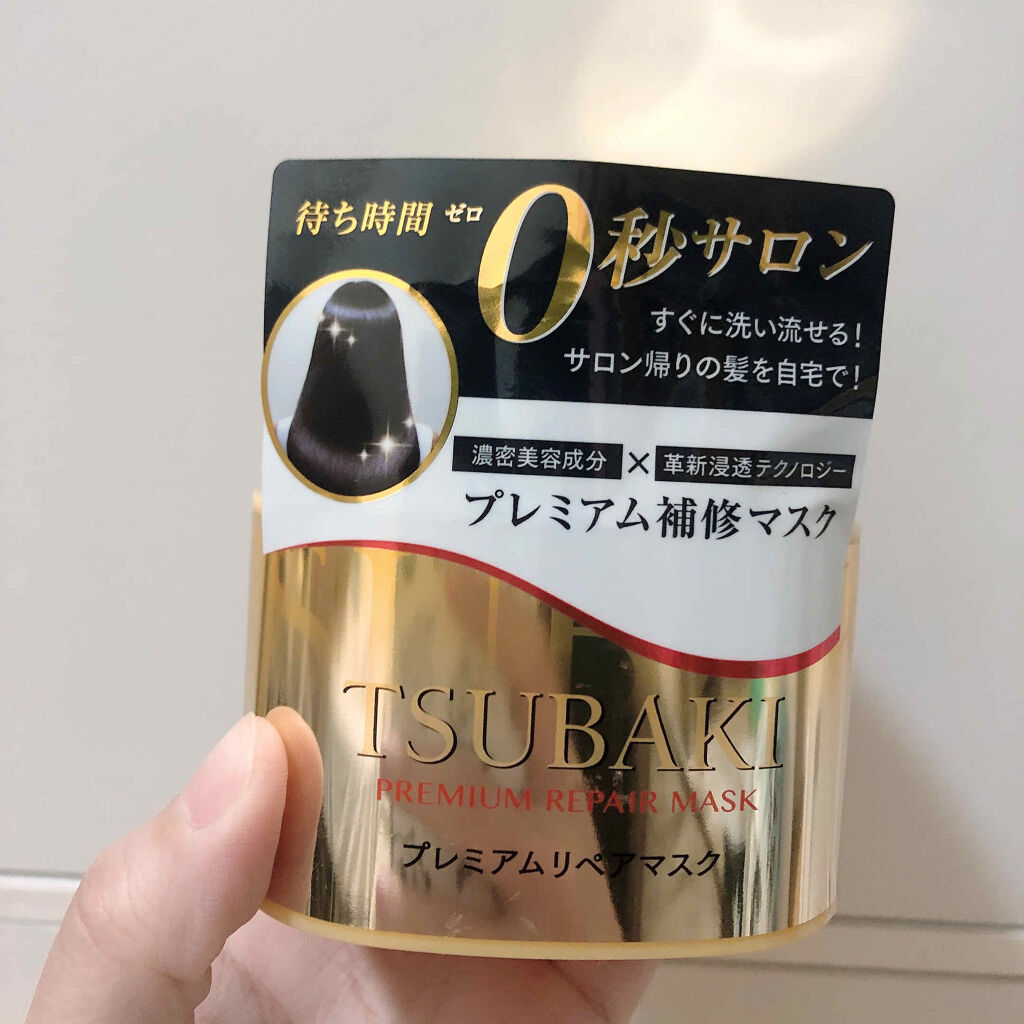 待ち時間 ゼロ 0秒サロン
すぐに洗い流せる!
サロン帰りの髪を自宅で!
濃密美容成分 × 革新浸透テクノロジー
プレミアム補修マスク
TSUBAKI
PREMIUM REPAIR MASK
プレミアムリペアマスク